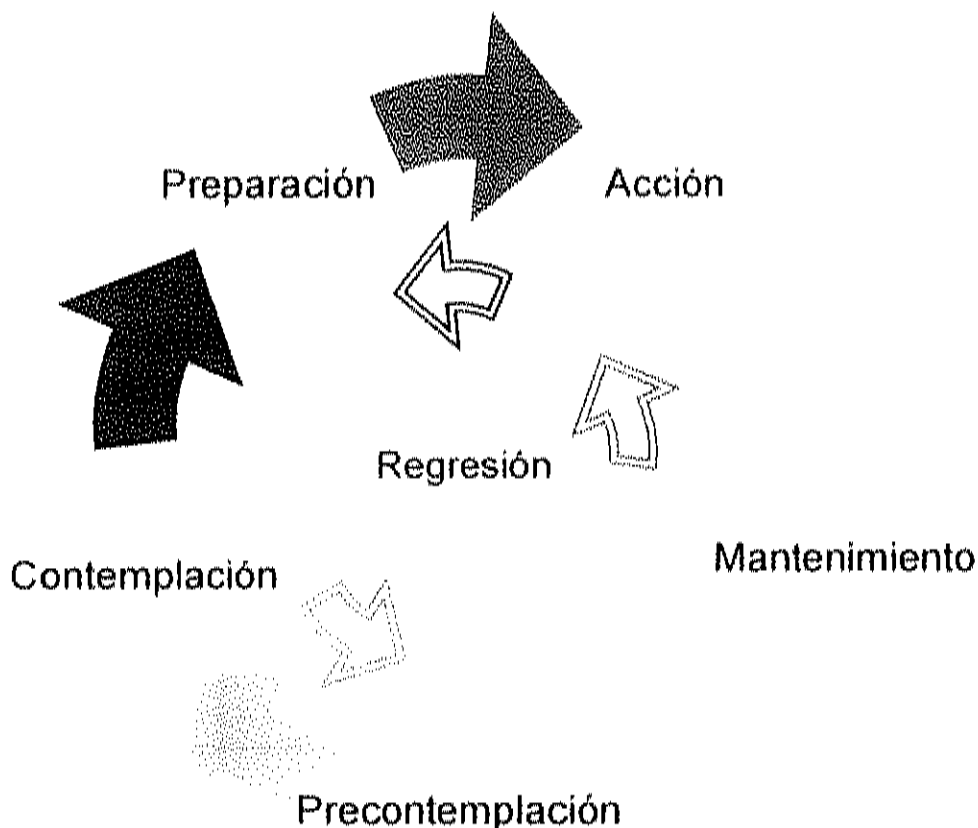 Preparación
Acción
Regresión
Contemplación
Mantenimiento
Precontemplación